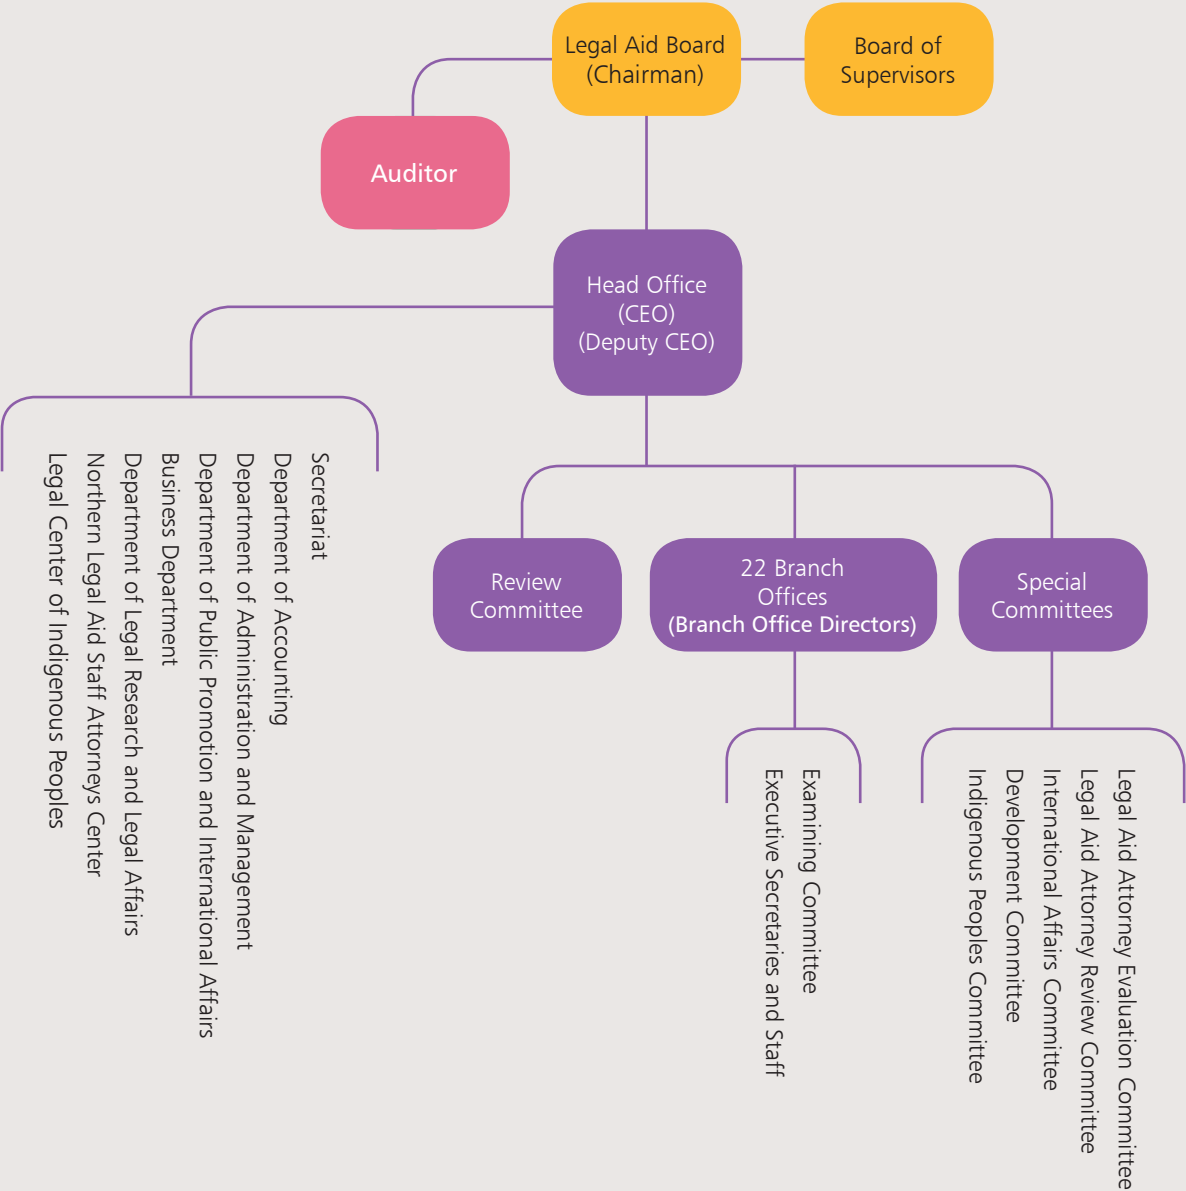 Legal Aid Board
(Chairman)
Board of
Supervisors
Auditor
Head Office
(CEO)
(Deputy CEO)
Secretariat
Department of Accounting
Department of Administration and Management
Department of Public Promotion and International Affairs
Business Department
Department of Legal Research and Legal Affairs
Northern Legal Aid Staff Attorneys Center
Legal Center of Indigenous Peoples
Review
Committee
22 Branch
Offices
(Branch Office Directors)
Special
Committees
Examining Committee
Executive Secretaries and Staff
Legal Aid Attorney Evaluation Committee
Legal Aid Attorney Review Committee
International Affairs Committee
Development Committee
Indigenous Peoples Committee